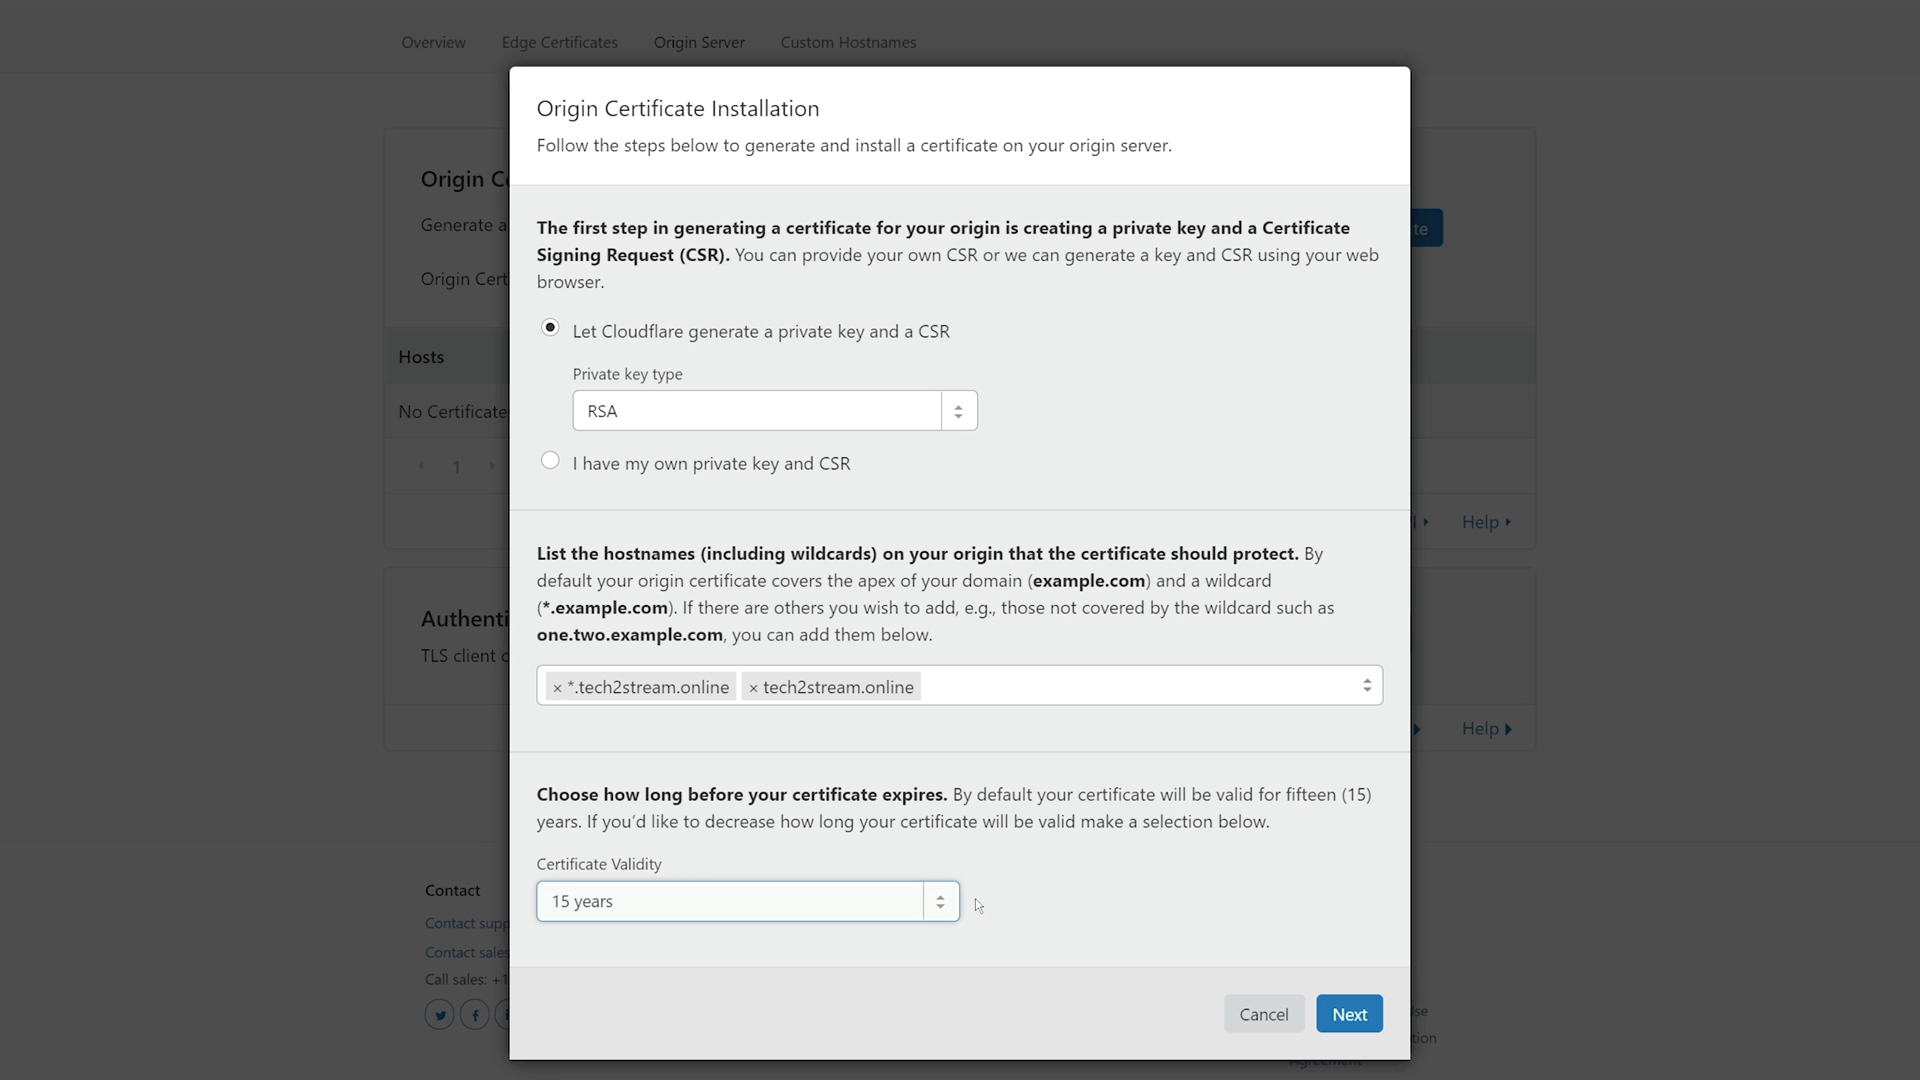 Overview Edge Certificates Origin Server Custom Hostnames
Origin Certificate Installation
Follow the steps below to generate and install a certificate on your origin server.
Origin C
Generate a
Origin Cert
te
The first step in generating a certificate for your origin is creating a private key and a Certificate
Signing Request (CSR). You can provide your own CSR or we can generate a key and CSR using your web
browser.
Let Cloudflare generate a private key and a CSR
Hosts
Private key type
RSA
No Certificate
1
I have my own private key and CSR
Help
List the hostnames (including wildcards) on your origin that the certificate should protect. By
default your origin certificate covers the apex of your domain (example.com) and a wildcard
(*.example.com). If there are others you wish to add, e.g., those not covered by the wildcard such as
one.two.example.com, you can add them below.
Authenti
TLS client c
× *.tech2stream.online × tech2stream.online
Help
Choose how long before your certificate expires. By default your certificate will be valid for fifteen (15)
years. If you'd like to decrease how long your certificate will be valid make a selection below.
Certificate Validity
15 years
Contact
Contact supp
Contact sales
Call sales: +1
Cancel Next
tion